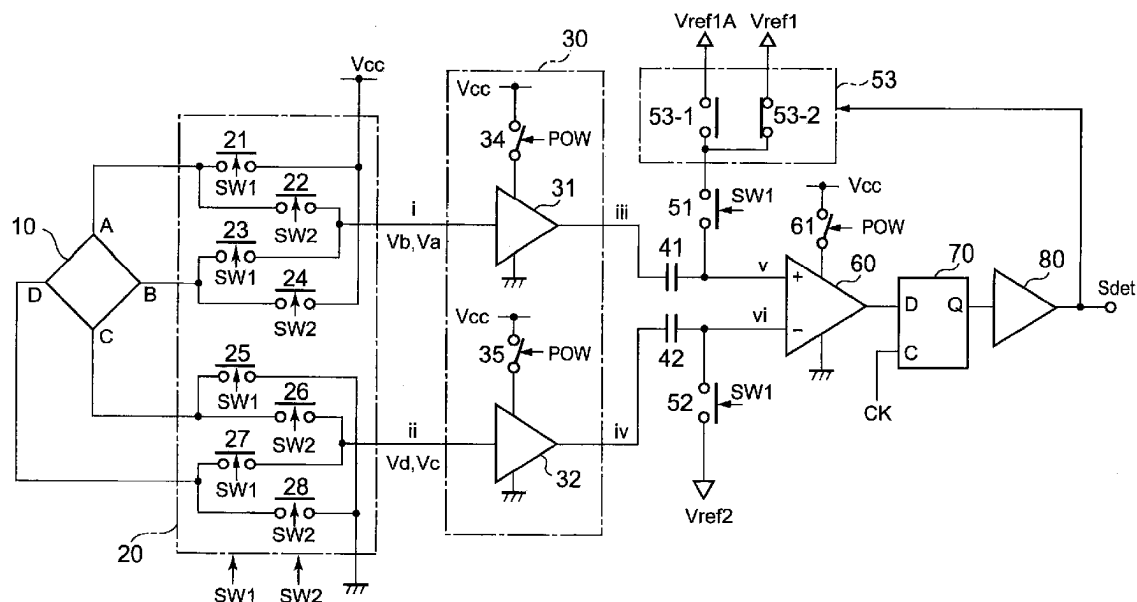 Vref1A
Vref1
30
53
Vcc
Vcc
53-1
53-2
21
34
POW
SW1
22
31
SW1
Vcc
10
A
SW2
i
iii
51
61
POW
23
Vb,Va
41
60
70
80
D
B
SW1
24
v
+
D
Q
Sdet
C
SW2
Vcc
vi
−
25
35
POW
42
C
SW1
26
SW1
52
CK
SW2
ii
iv
27
Vd,Vc
32
SW1
28
Vref2
SW2
20
SW1
SW2